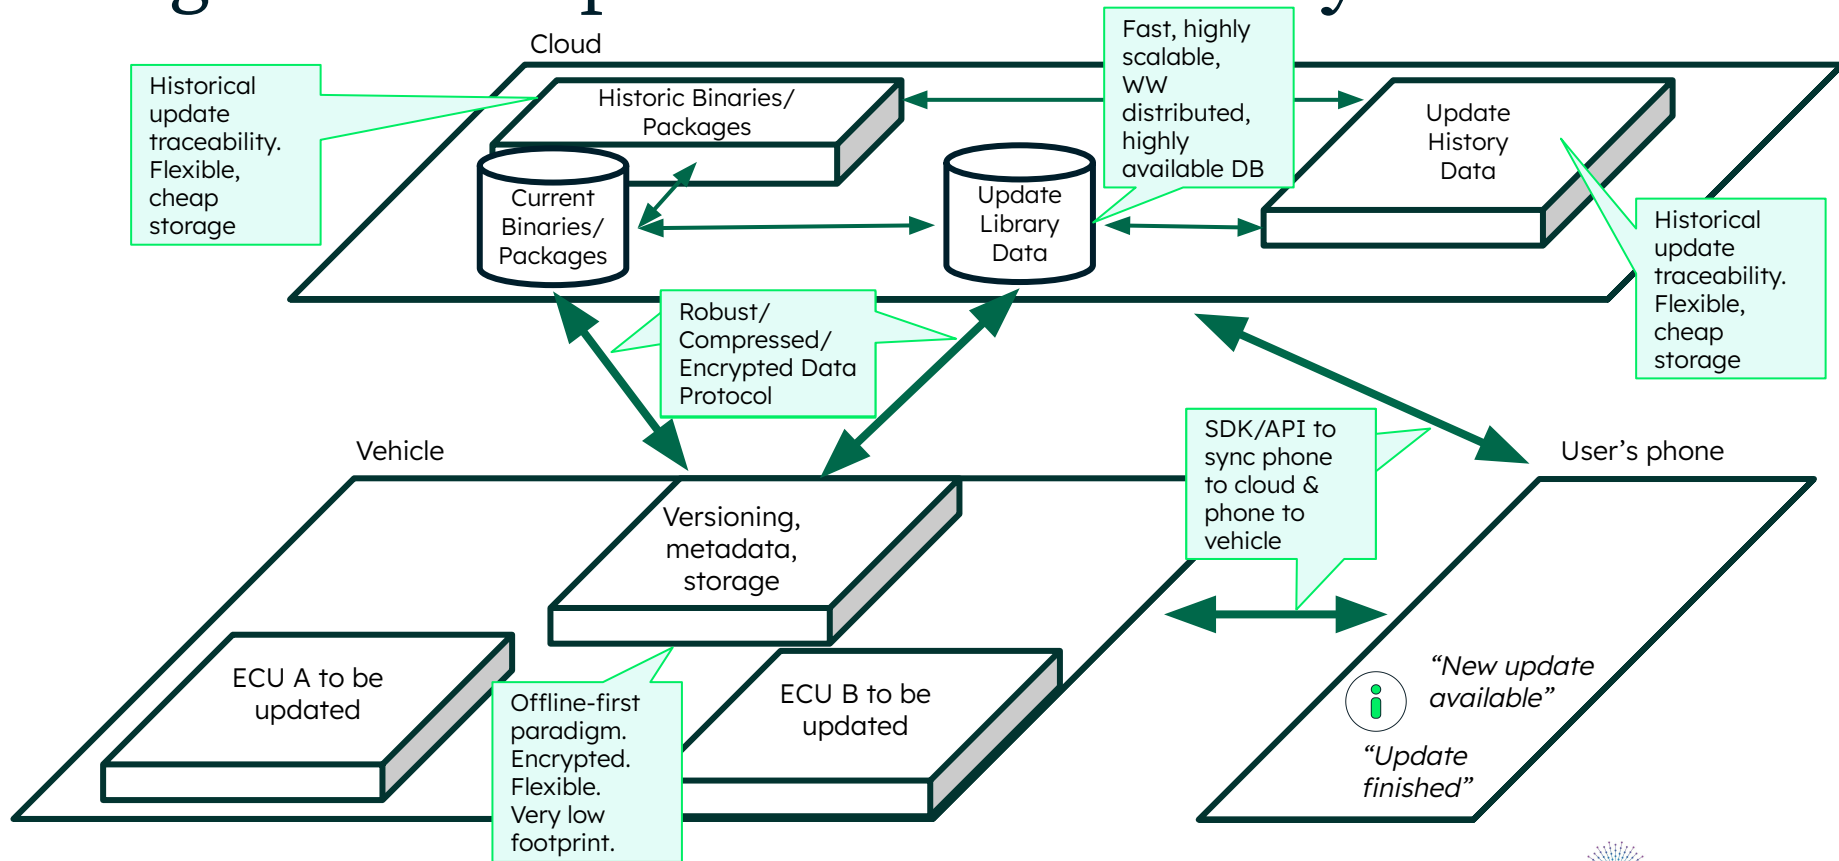 Cloud
Historical
update
traceability.
Flexible,
cheap
storage
Historic Binaries/
Packages
Fast, highly
scalable,
WW
distributed,
highly
available DB
Update
History
Data
Current
Binaries/
Packages
Update
Library
Data
Historical
update
traceability.
Flexible,
cheap
storage
Robust/
Compressed/
Encrypted Data
Protocol
Vehicle
SDK/API to
sync phone
to cloud &
phone to
vehicle
User's phone
Versioning,
metadata,
storage
ECU A to be
updated
Offline-first
paradigm.
Encrypted.
Flexible.
Very low
footprint.
ECU B to be
updated
“New update
available”
“Update
finished”